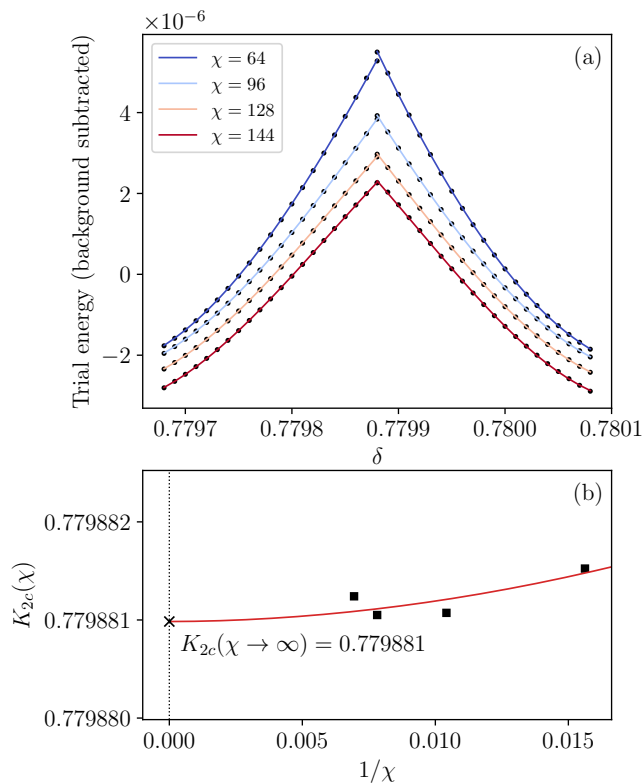 ×10⁻⁶
(a)
χ = 64
χ = 96
χ = 128
χ = 144
Trial energy (background subtracted)
4
2
0
−2
0.7797 0.7798 0.7799 0.7800 0.7801
δ
(b)
K₂c(χ)
0.779882
0.779881
0.779880
K₂c(χ → ∞) = 0.779881
0.000 0.005 0.010 0.015
1/χ